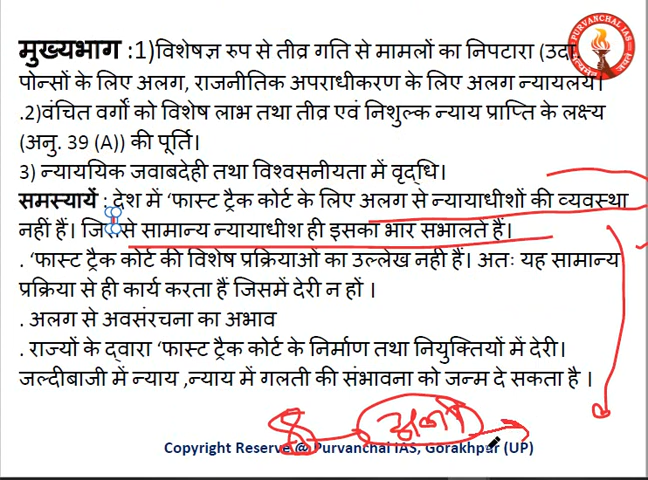 PURVANCHAL IAS
मुख्यभाग :1)विशेषज्ञ रुप से तीव्र गति से मामलों का निपटारा (उदा.
पोन्सों के लिए अलग, राजनीतिक अपराधीकरण के लिए अलग न्यायलय।
.2)वंचित वर्गों को विशेष लाभ तथा तीव्र एवं निशुल्क न्याय प्राप्ति के लक्ष्य
(अनु. 39 (A)) की पूर्ति।
3) न्याययिक जवाबदेही तथा विश्वसनीयता में वृद्धि।
समस्यायें : देश में 'फास्ट ट्रैक कोर्ट के लिए अलग से न्यायाधीशों की व्यवस्था
नहीं हैं। जिससे सामान्य न्यायाधीश ही इसका भार सभालते हैं।
. 'फास्ट ट्रैक कोर्ट की विशेष प्रक्रियाओं का उल्लेख नही हैं। अतः यह सामान्य
प्रक्रिया से ही कार्य करता हैं जिसमें देरी न हों ।
. अलग से अवसंरचना का अभाव
. राज्यों के द्वारा 'फास्ट ट्रैक कोर्ट के निर्माण तथा नियुक्तियों में देरी।
जल्दीबाजी में न्याय ,न्याय में गलती की संभावना को जन्म दे सकता है ।
Copyright Reserve @ Purvanchal IAS, Gorakhpur (UP)